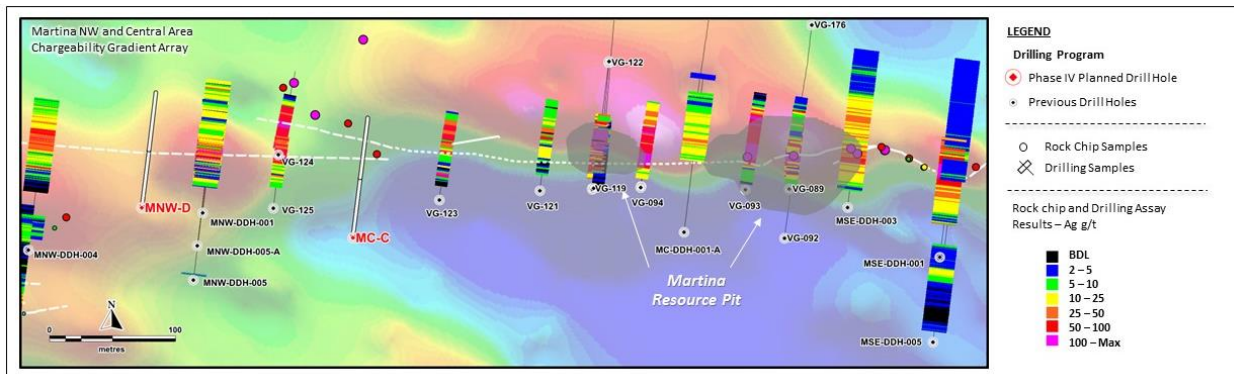 Martina NW and Central Area
Chargeability Gradient Array
VG-176
VG-122
VG-124
MNW-D
VG-125
MNW-DDH-001
MC-C
VG-123
VG-121
VG-119
VG-094
VG-093
VG-089
MSE-DDH-003
MNW-DDH-004
MNW-DDH-005-A
MNW-DDH-005
MC-DDH-001-A
VG-092
MSE-DDH-001
Martina
Resource Pit
MSE-DDH-005
N
0 100
metres
LEGEND
Drilling Program
Phase IV Planned Drill Hole
Previous Drill Holes
Rock Chip Samples
Drilling Samples
Rock chip and Drilling Assay
Results – Ag g/t
BDL
2 – 5
5 – 10
10 – 25
25 – 50
50 – 100
100 – Max